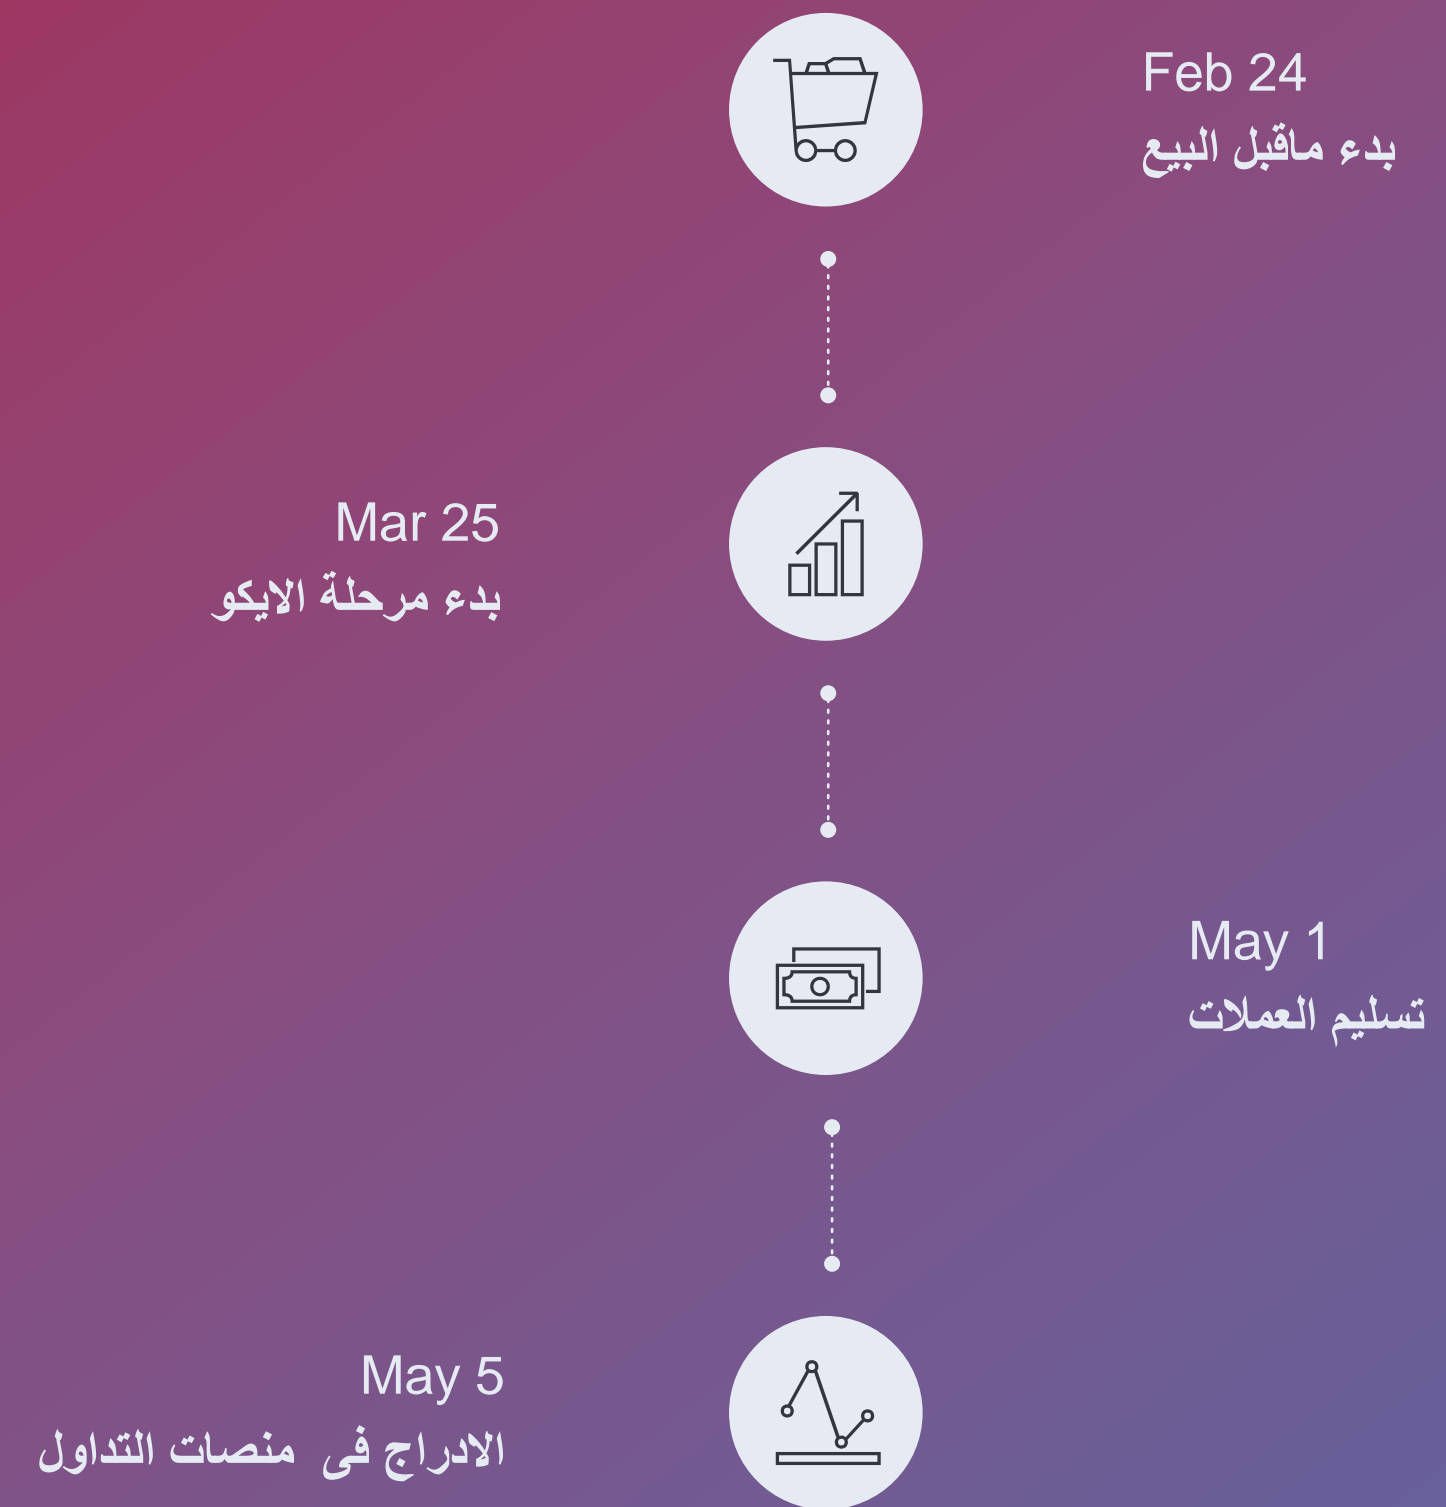 Feb 24
بدء ماقبل البيع
Mar 25
بدء مرحلة الايكو
May 1
تسليم العملات
May 5
الادراج فى منصات التداول